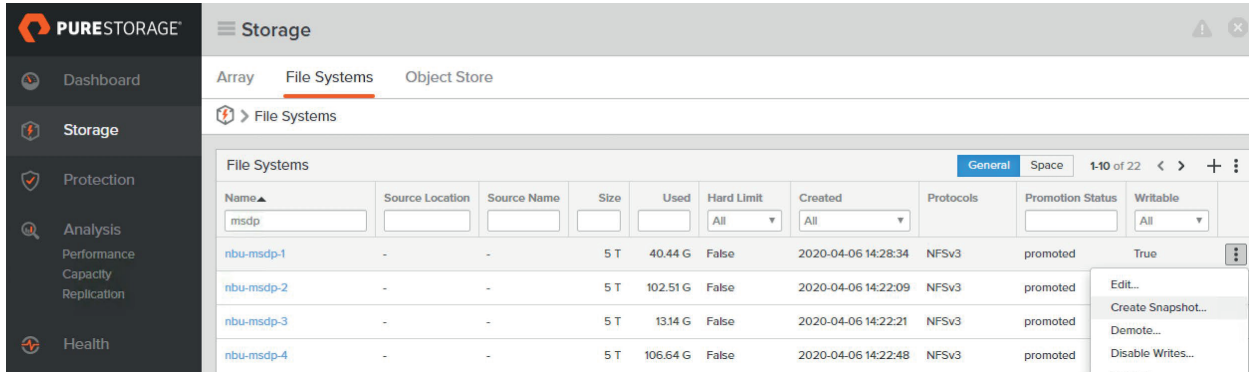 PURESTORAGE®
Storage
Dashboard
Storage
Protection
Analysis
Performance
Capacity
Replication
Health
Array File Systems Object Store
> File Systems
File Systems General Space 1-10 of 22 < > +
Name▲ Source Location Source Name Size Used Hard Limit Created Protocols Promotion Status Writable
msdp All All All
nbu-msdp-1 - - 5 T 40.44 G False 2020-04-06 14:28:34 NFSv3 promoted True
nbu-msdp-2 - - 5 T 102.51 G False 2020-04-06 14:22:09 NFSv3 promoted
nbu-msdp-3 - - 5 T 13.14 G False 2020-04-06 14:22:21 NFSv3 promoted
nbu-msdp-4 - - 5 T 106.64 G False 2020-04-06 14:22:48 NFSv3 promoted
Edit...
Create Snapshot...
Demote...
Disable Writes...